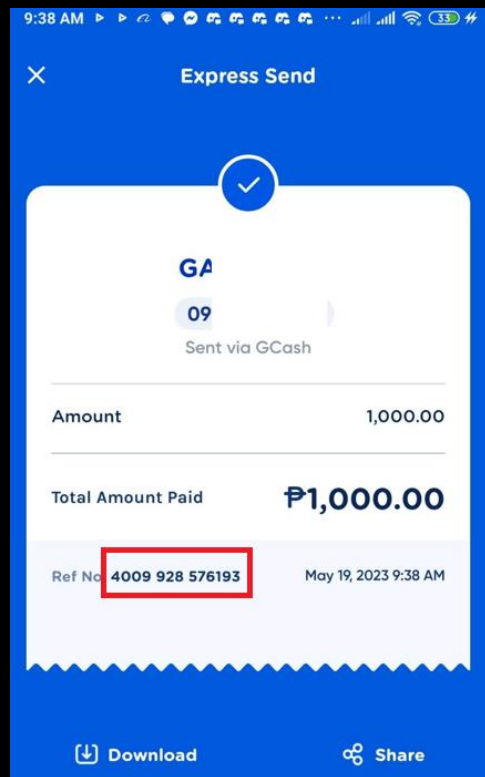 9:38 AM 33
Express Send
GA
09
Sent via GCash
Amount 1,000.00
Total Amount Paid ₱1,000.00
Ref No 4009 928 576193 May 19, 2023 9:38 AM
Download Share